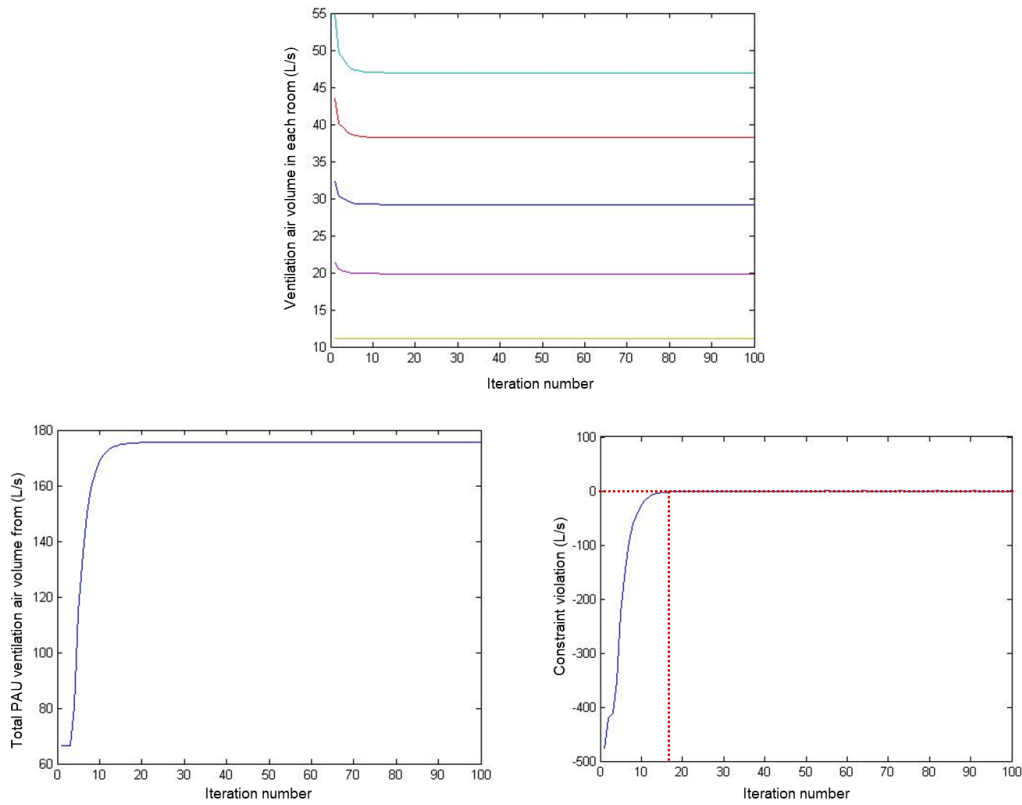 Ventilation air volume in each room (L/s)
55
50
45
40
35
30
25
20
15
10
0 10 20 30 40 50 60 70 80 90 100
Iteration number
Total PAU ventilation air volume from (L/s)
180
160
140
120
100
80
60
0 10 20 30 40 50 60 70 80 90 100
Iteration number
Constraint violation (L/s)
100
0
-100
-200
-300
-400
-500
0 10 20 30 40 50 60 70 80 90 100
Iteration number